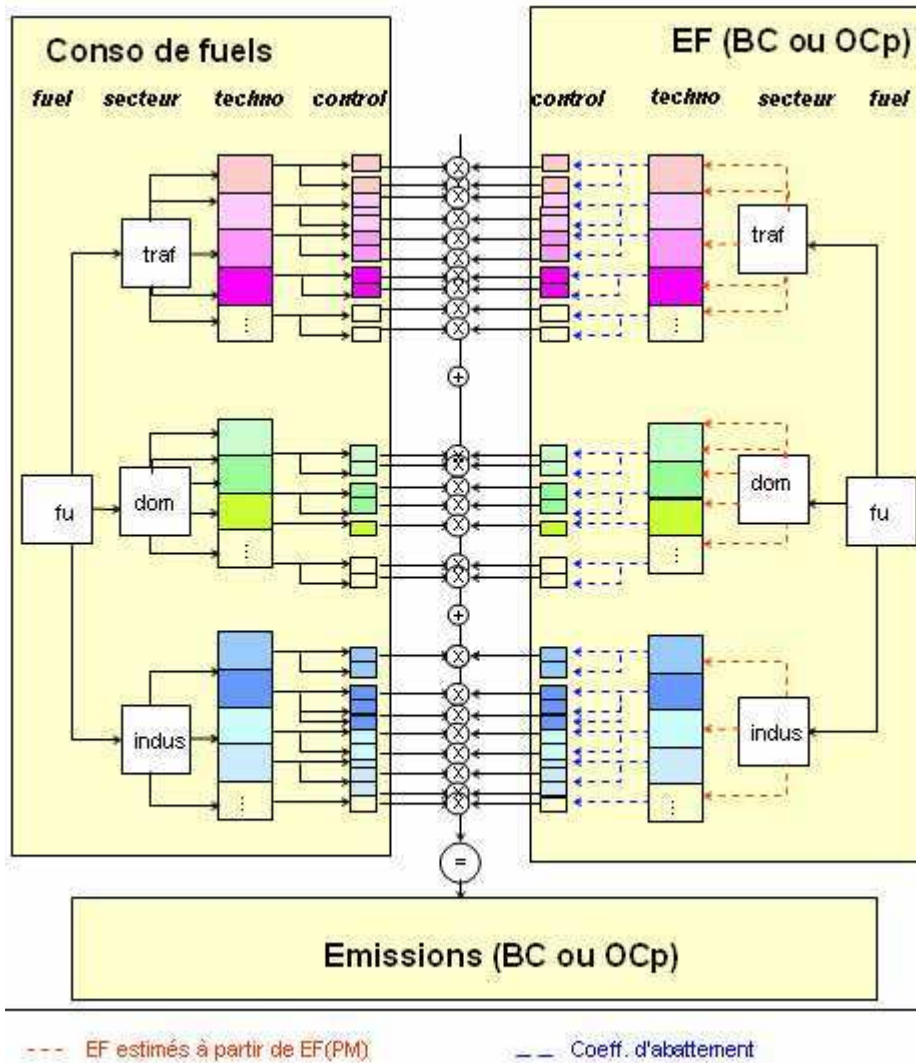 Conso de fuels
EF (BC ou OCp)
fuel secteur techno control
control techno secteur fuel
traf
traf
dom
dom
fu
fu
indus
indus
=
Emissions (BC ou OCp)
EF estimés à partir de EF(PM)
Coeff. d'abattement